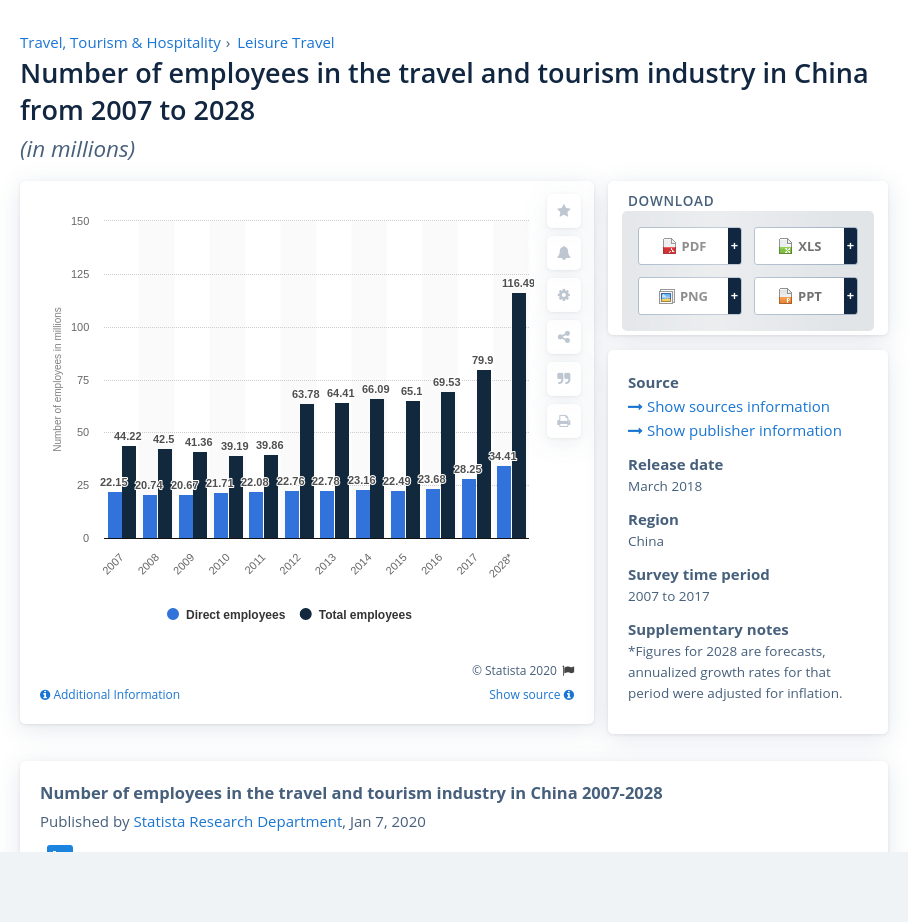 Travel, Tourism & Hospitality › Leisure Travel
Number of employees in the travel and tourism industry in China
from 2007 to 2028
(in millions)
150
125
100
75
50
25
0
Number of employees in millions
44.22 42.5 41.36 39.19 39.86 63.78 64.41 66.09 65.1 69.53 79.9 116.49
22.15 20.74 20.67 21.71 22.08 22.76 22.78 23.16 22.49 23.68 28.25 34.41
2007 2008 2009 2010 2011 2012 2013 2014 2015 2016 2017 2028*
Direct employees Total employees
© Statista 2020
Additional Information Show source
DOWNLOAD
PDF + XLS +
PNG + PPT +
Source
Show sources information
Show publisher information
Release date
March 2018
Region
China
Survey time period
2007 to 2017
Supplementary notes
*Figures for 2028 are forecasts,
annualized growth rates for that
period were adjusted for inflation.
Number of employees in the travel and tourism industry in China 2007-2028
Published by Statista Research Department, Jan 7, 2020